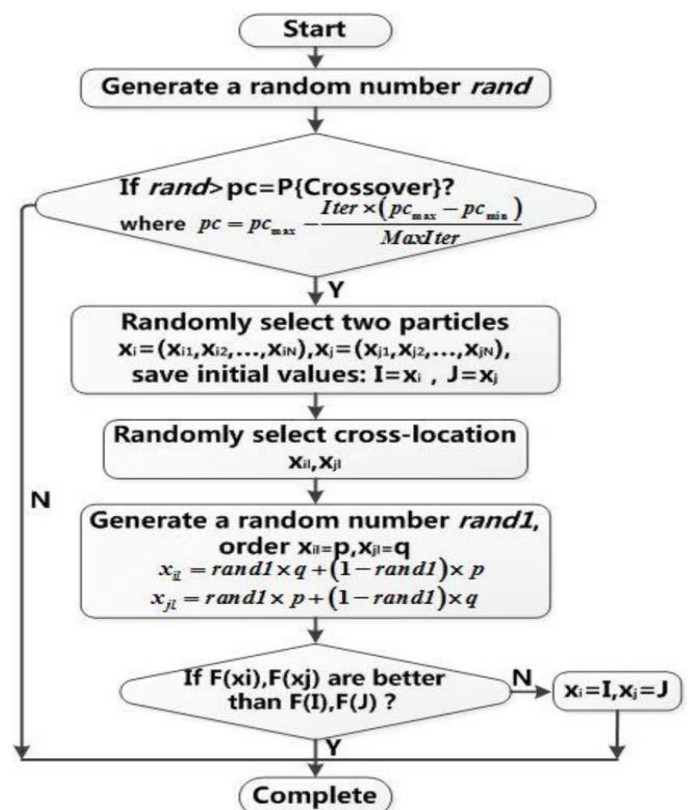 Start
Generate a random number rand
If rand>pc=P{Crossover}?
where pc = pc_max − Iter×(pc_max − pc_min) / MaxIter
Y
Randomly select two particles
xi=(xi1,xi2,...,xiN),xj=(xj1,xj2,...,xjN),
save initial values: I=xi , J=xj
Randomly select cross-location
xil,xjl
N
Generate a random number rand1,
order xil=p,xjl=q
xil = rand1×q+(1−rand1)×p
xjl = rand1×p+(1−rand1)×q
If F(xi),F(xj) are better
than F(I),F(J) ?
N
xi=I,xj=J
Y
Complete